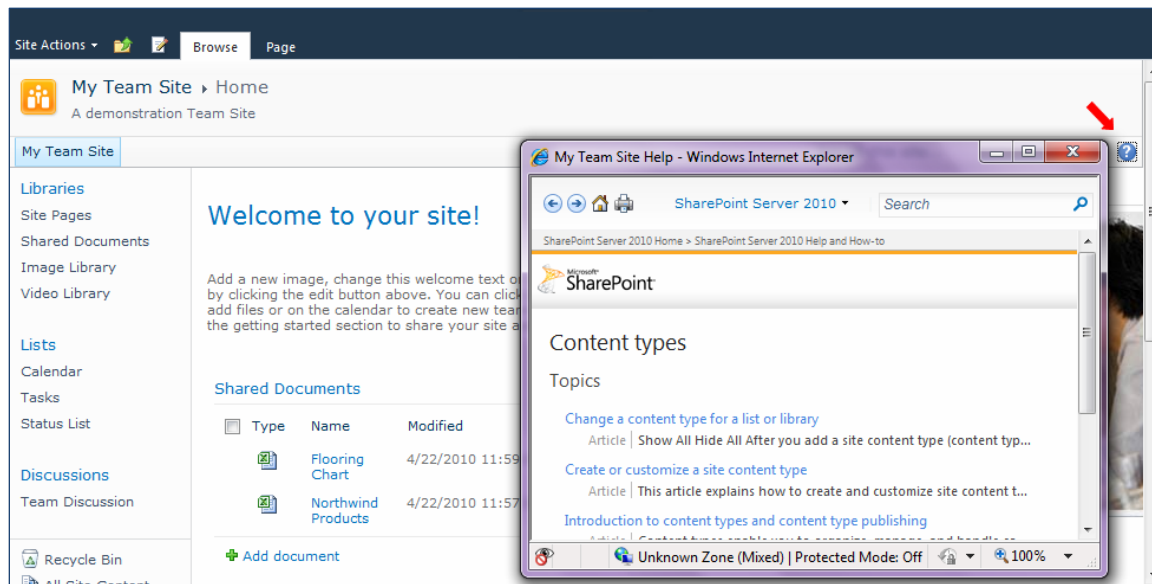 Site Actions
Browse
Page
My Team Site ▸ Home
A demonstration Team Site
My Team Site
Libraries
Site Pages
Shared Documents
Image Library
Video Library
Lists
Calendar
Tasks
Status List
Discussions
Team Discussion
Recycle Bin
All Site Content
Welcome to your site!
Add a new image, change this welcome text o
by clicking the edit button above. You can click
add files or on the calendar to create new tear
the getting started section to share your site a
Shared Documents
Type Name Modified
Flooring Chart 4/22/2010 11:59
Northwind Products 4/22/2010 11:57
Add document
My Team Site Help - Windows Internet Explorer
SharePoint Server 2010
Search
SharePoint Server 2010 Home > SharePoint Server 2010 Help and How-to
Microsoft
SharePoint
Content types
Topics
Change a content type for a list or library
Article | Show All Hide All After you add a site content type (content typ...
Create or customize a site content type
Article | This article explains how to create and customize site content t...
Introduction to content types and content type publishing
Unknown Zone (Mixed) | Protected Mode: Off
100%